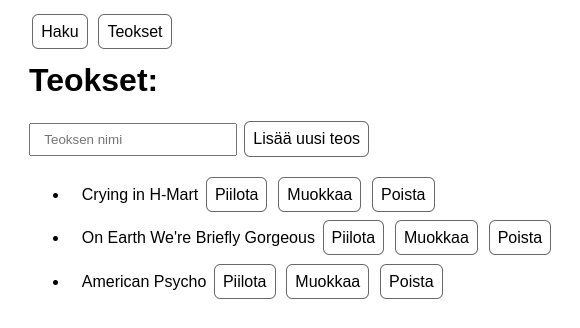 Haku Teokset
Teokset:
Teoksen nimi Lisää uusi teos
Crying in H-Mart Piilota Muokkaa Poista
On Earth We're Briefly Gorgeous Piilota Muokkaa Poista
American Psycho Piilota Muokkaa Poista